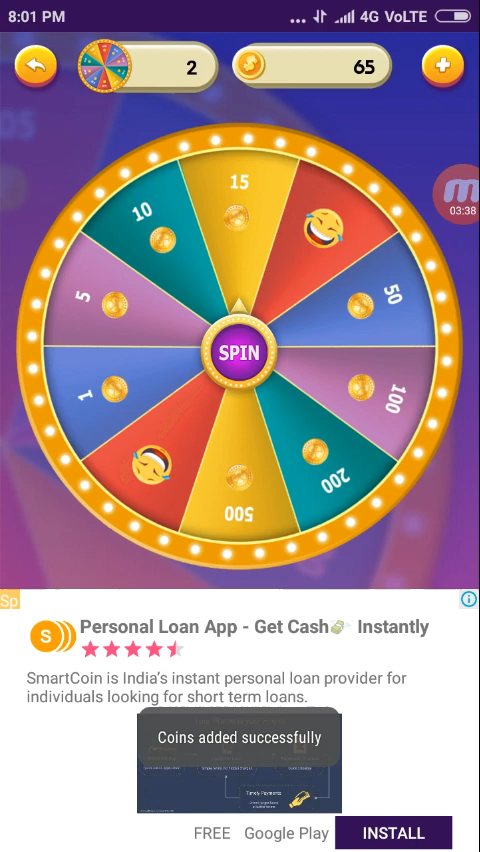 8:01 PM ... 4G VoLTE
2 65
15
10
50
5
100
1
200
500
SPIN
m
03:38
Sp
S
Personal Loan App - Get Cash💸 Instantly
SmartCoin is India's instant personal loan provider for
individuals looking for short term loans.
Coins added successfully
Timely Payments
FREE Google Play INSTALL